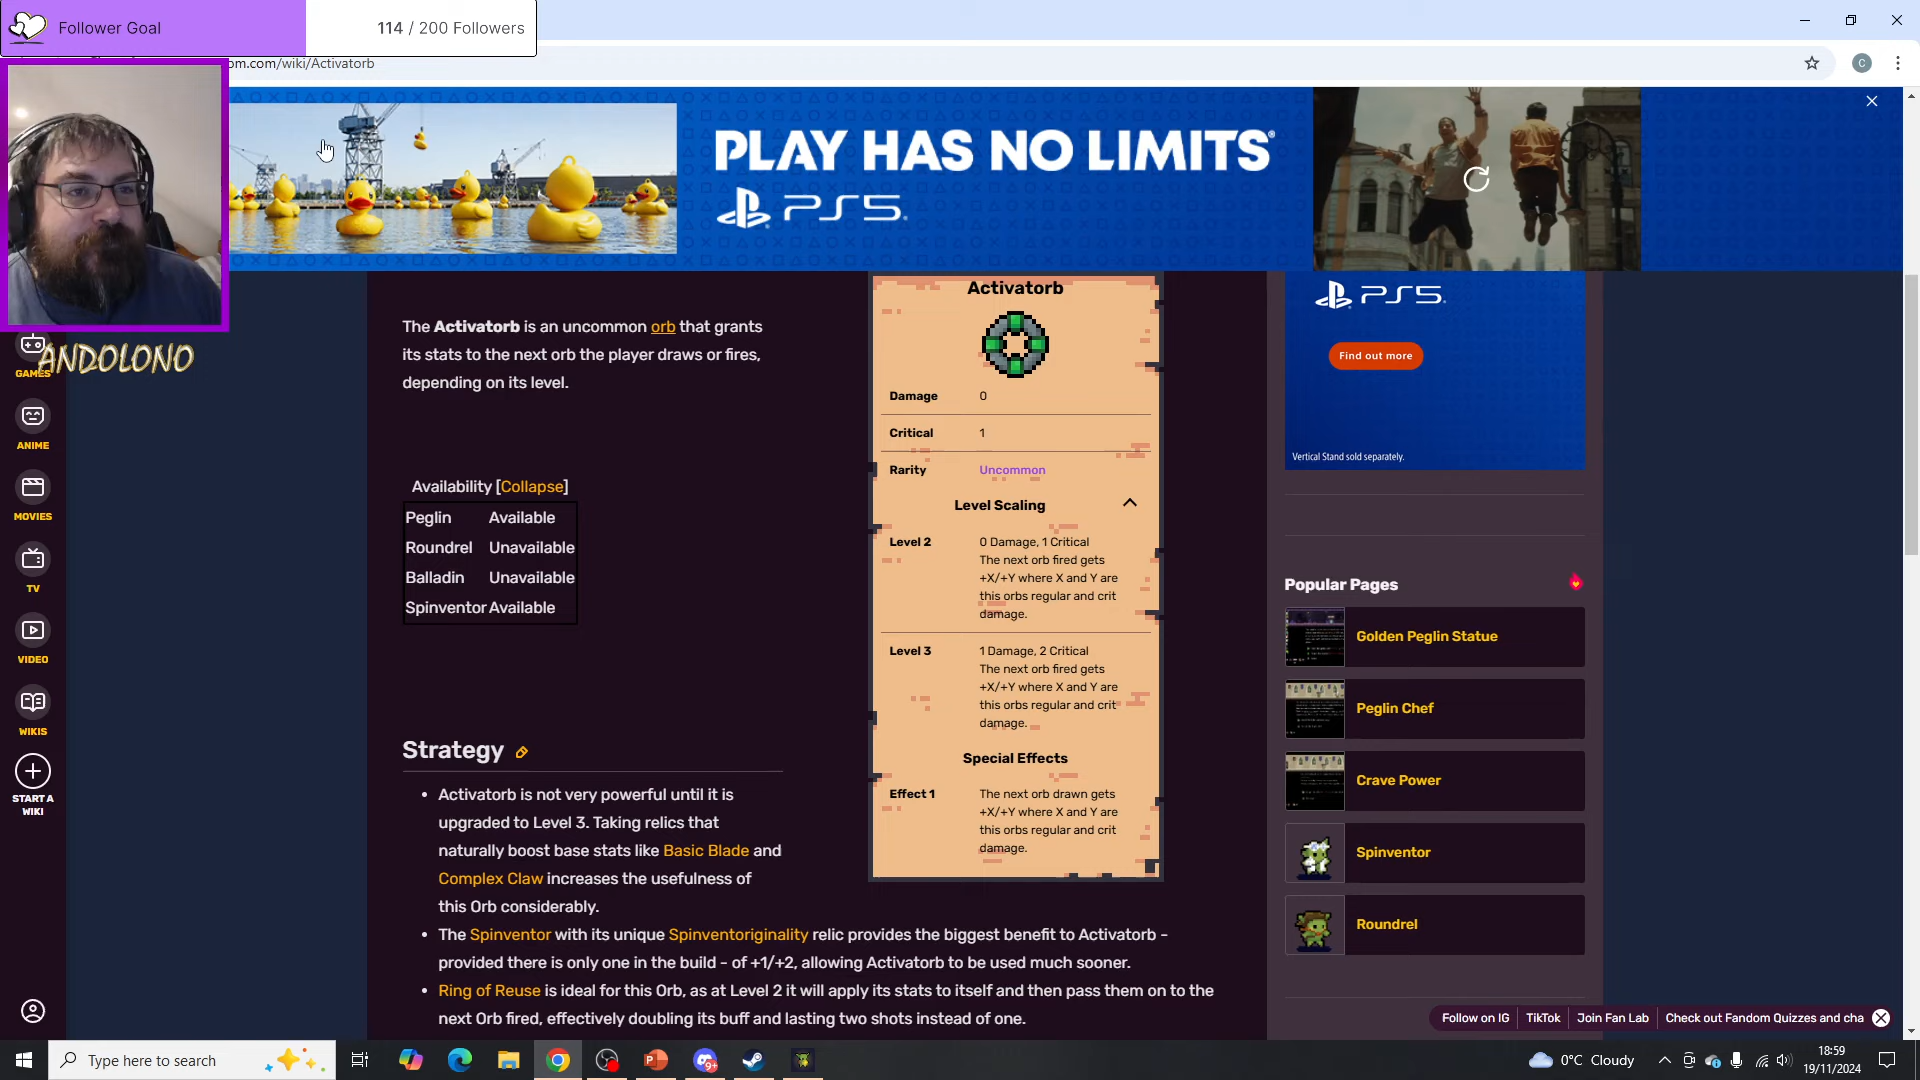 Follower Goal
114 / 200 Followers
om.com/wiki/Activatorb
C
PLAY HAS NO LIMITS®
PS5.
ANDOLONO
GAMES
ANIME
MOVIES
TV
VIDEO
WIKIS
START A
WIKI
The Activatorb is an uncommon orb that grants
its stats to the next orb the player draws or fires,
depending on its level.
Availability [Collapse]
Peglin Available
Roundrel Unavailable
Balladin Unavailable
Spinventor Available
Activatorb
Damage 0
Critical 1
Rarity Uncommon
Level Scaling
Level 2 0 Damage, 1 Critical
The next orb fired gets
+X/+Y where X and Y are
this orbs regular and crit
damage.
Level 3 1 Damage, 2 Critical
The next orb fired gets
+X/+Y where X and Y are
this orbs regular and crit
damage.
Special Effects
Effect 1 The next orb drawn gets
+X/+Y where X and Y are
this orbs regular and crit
damage.
Strategy
• Activatorb is not very powerful until it is
upgraded to Level 3. Taking relics that
naturally boost base stats like Basic Blade and
Complex Claw increases the usefulness of
this Orb considerably.
• The Spinventor with its unique Spinventoriginality relic provides the biggest benefit to Activatorb -
provided there is only one in the build - of +1/+2, allowing Activatorb to be used much sooner.
• Ring of Reuse is ideal for this Orb, as at Level 2 it will apply its stats to itself and then pass them on to the
next Orb fired, effectively doubling its buff and lasting two shots instead of one.
PS5.
Find out more
Vertical Stand sold separately.
Popular Pages
Golden Peglin Statue
Peglin Chef
Crave Power
Spinventor
Roundrel
Follow on IG
TikTok
Join Fan Lab
Check out Fandom Quizzes and cha
Type here to search
9+
0°C Cloudy
18:59
19/11/2024